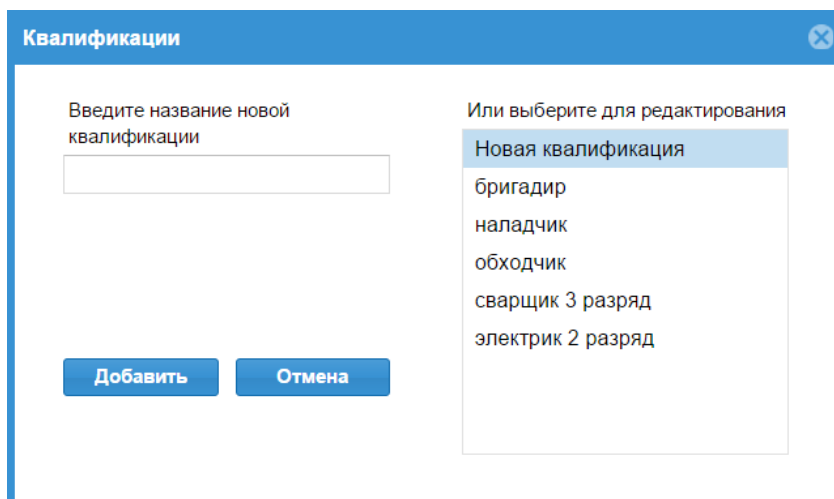 Квалификации
Введите название новой
квалификации
Добавить
Отмена
Или выберите для редактирования
Новая квалификация
бригадир
наладчик
обходчик
сварщик 3 разряд
электрик 2 разряд